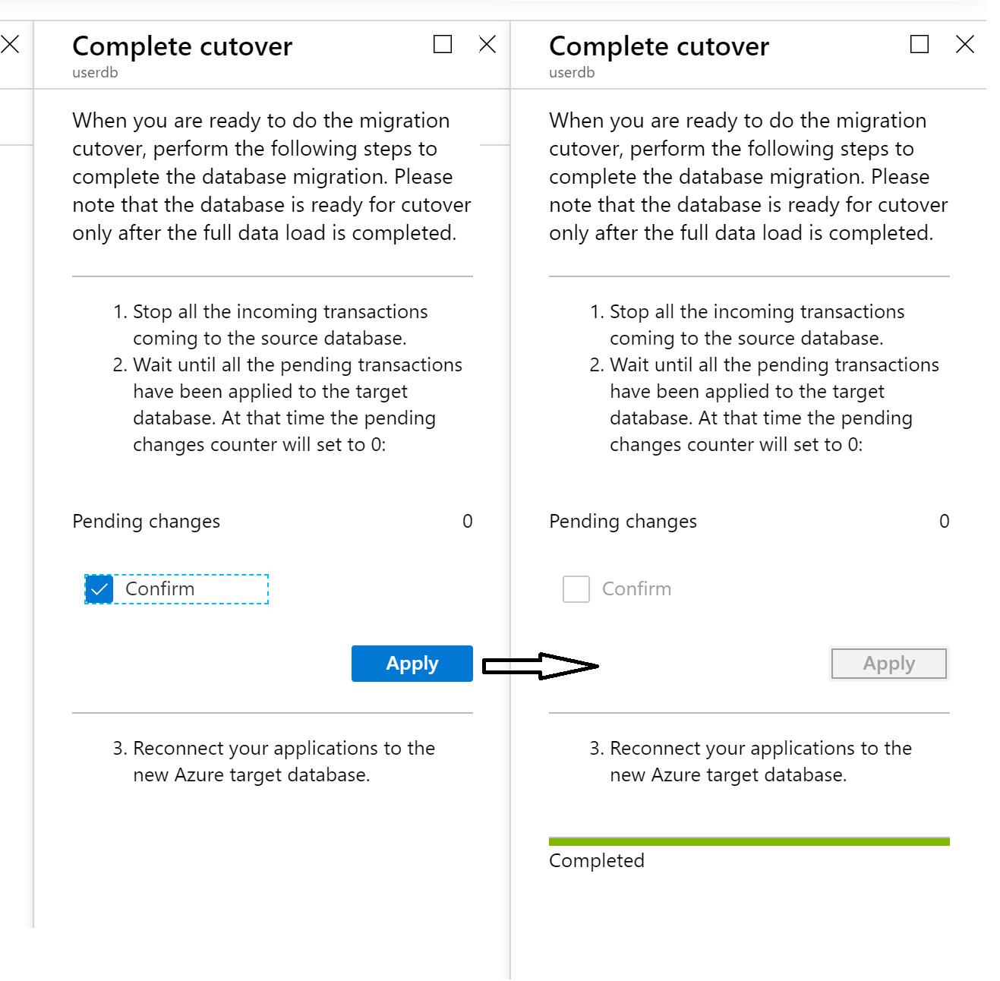 Complete cutover
userdb
When you are ready to do the migration
cutover, perform the following steps to
complete the database migration. Please
note that the database is ready for cutover
only after the full data load is completed.
1. Stop all the incoming transactions
coming to the source database.
2. Wait until all the pending transactions
have been applied to the target
database. At that time the pending
changes counter will set to 0:
Pending changes 0
Confirm
Apply
3. Reconnect your applications to the
new Azure target database.
Complete cutover
userdb
When you are ready to do the migration
cutover, perform the following steps to
complete the database migration. Please
note that the database is ready for cutover
only after the full data load is completed.
1. Stop all the incoming transactions
coming to the source database.
2. Wait until all the pending transactions
have been applied to the target
database. At that time the pending
changes counter will set to 0:
Pending changes 0
Confirm
Apply
3. Reconnect your applications to the
new Azure target database.
Completed